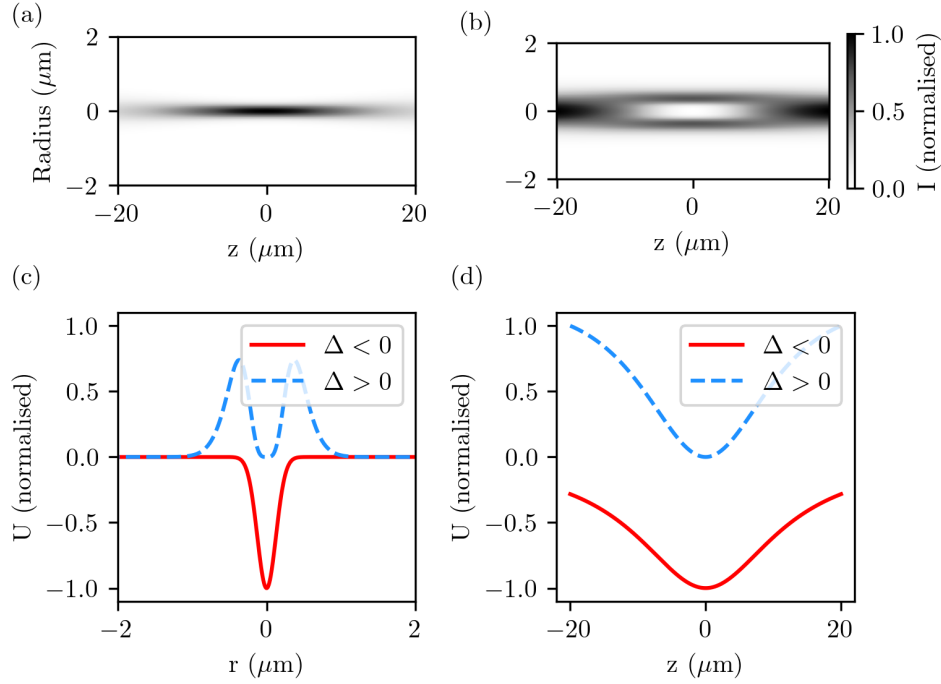 (a)
2
0
−2
Radius (μm)
−20
0
20
z (μm)
(b)
2
0
−2
−20
0
20
z (μm)
1.0
0.5
0.0
I (normalised)
(c)
1.0
0.5
0.0
−0.5
−1.0
U (normalised)
Δ < 0
Δ > 0
−2
0
2
r (μm)
(d)
1.0
0.5
0.0
−0.5
−1.0
U (normalised)
Δ < 0
Δ > 0
−20
0
20
z (μm)